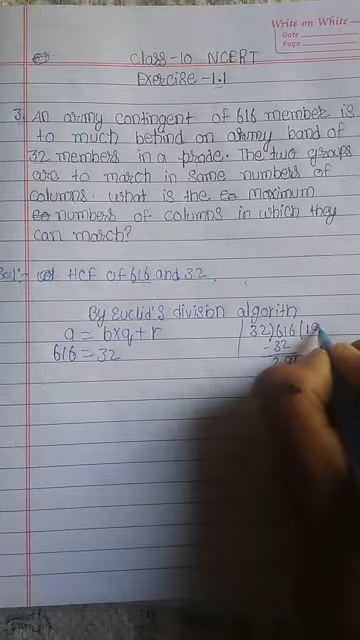 Write on White
Date
Page
Class-10 NCERT
Exercise-1.1
3. An army contingent of 616 member is
to much behind on army band of
32 members in a prade. The two groups
are to march in same numbers of
columns. what is the maximum
numbers of columns in which they
can march?
Sol:- HCF of 616 and 32.
By Euclid's division algorith
a = bxq+r
616 = 32
32)616(19
-32
29